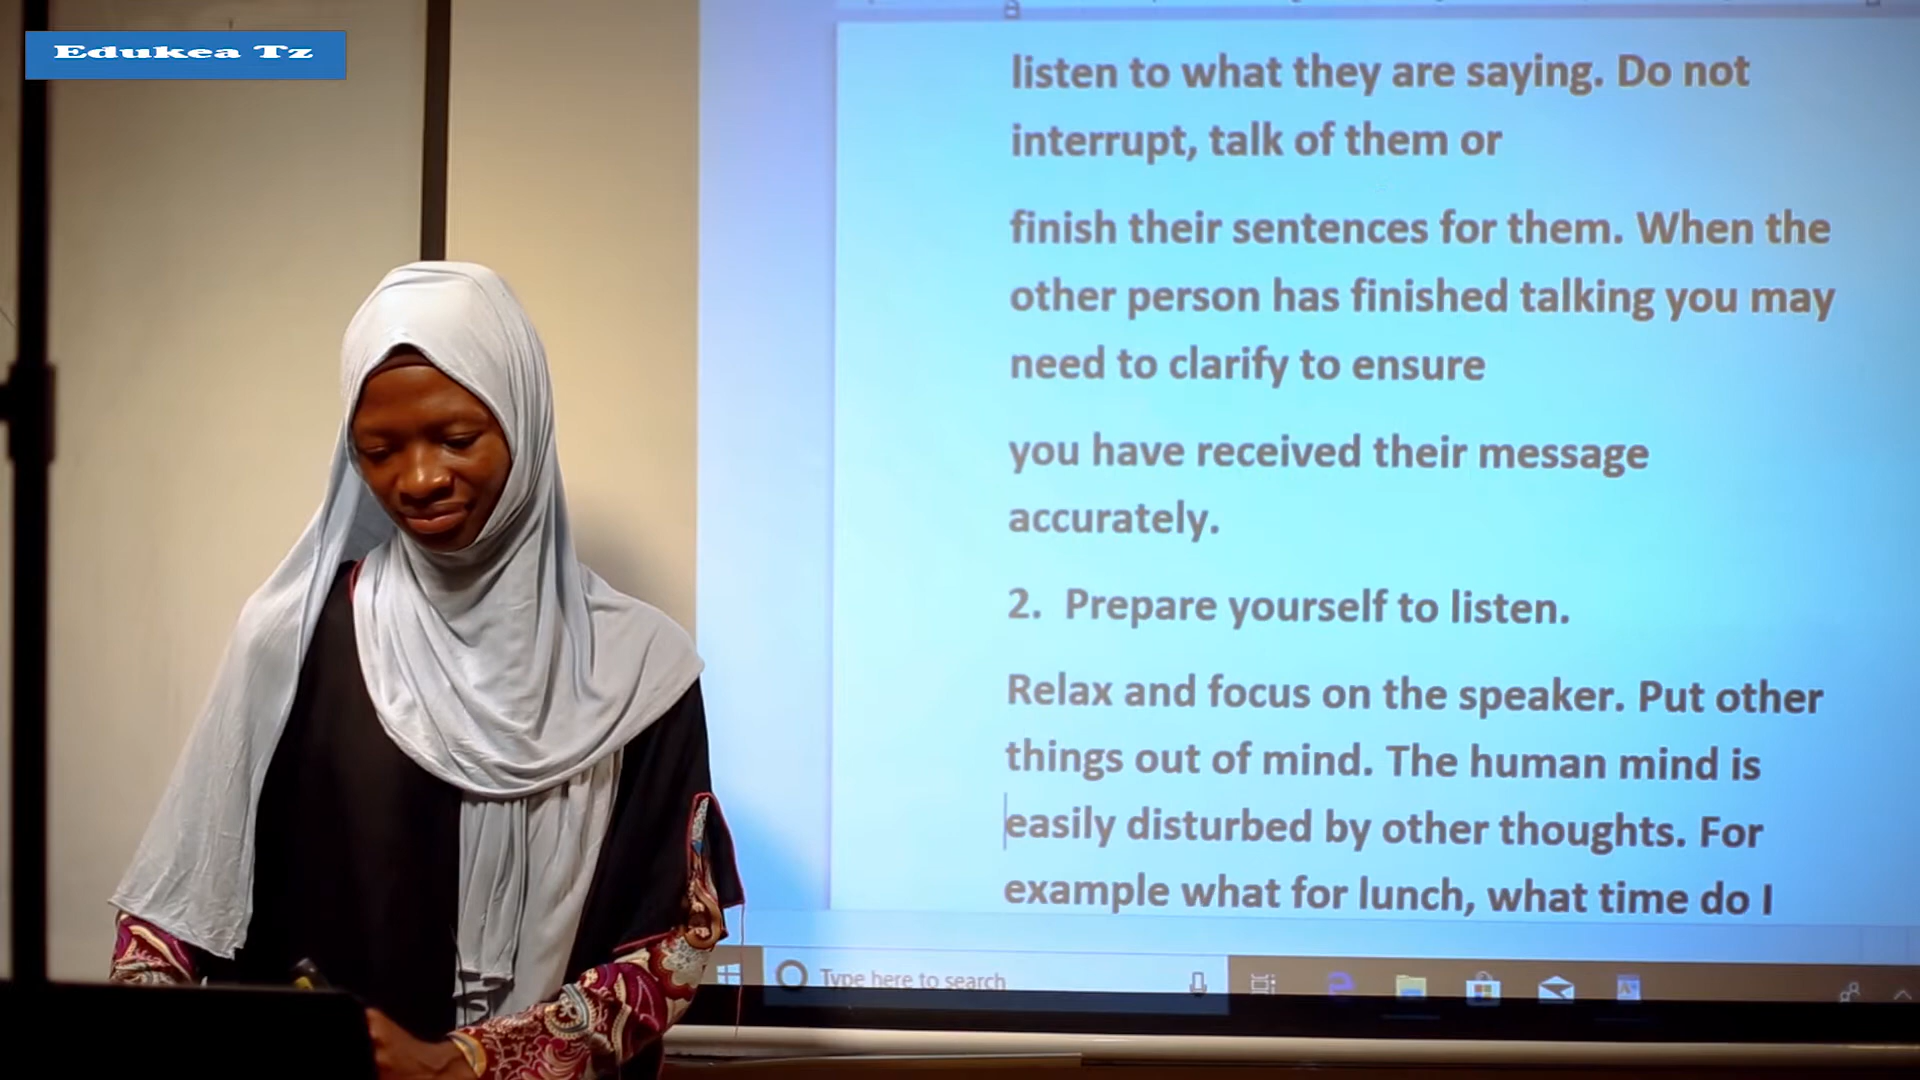 Edukea Tz
listen to what they are saying. Do not
interrupt, talk of them or
finish their sentences for them. When the
other person has finished talking you may
need to clarify to ensure
you have received their message
accurately.
2. Prepare yourself to listen.
Relax and focus on the speaker. Put other
things out of mind. The human mind is
easily disturbed by other thoughts. For
example what for lunch, what time do I
Type here to search